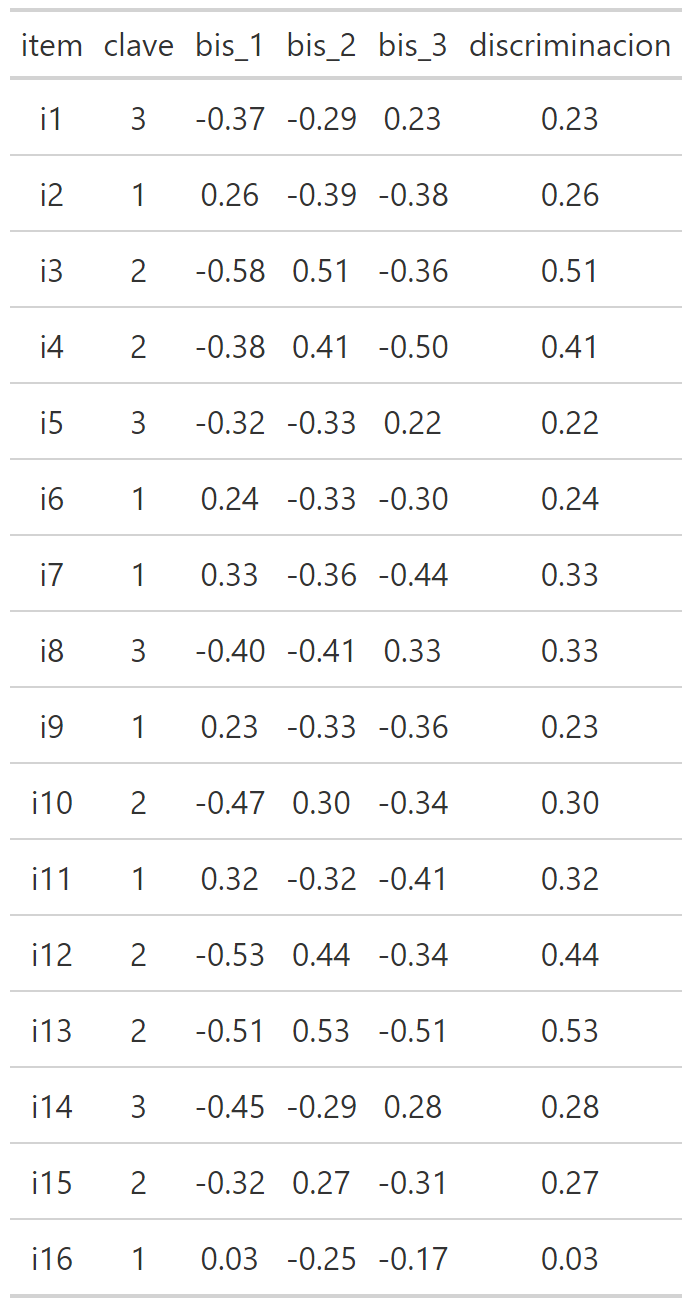 item clave bis_1 bis_2 bis_3 discriminacion
i1 3 -0.37 -0.29 0.23 0.23
i2 1 0.26 -0.39 -0.38 0.26
i3 2 -0.58 0.51 -0.36 0.51
i4 2 -0.38 0.41 -0.50 0.41
i5 3 -0.32 -0.33 0.22 0.22
i6 1 0.24 -0.33 -0.30 0.24
i7 1 0.33 -0.36 -0.44 0.33
i8 3 -0.40 -0.41 0.33 0.33
i9 1 0.23 -0.33 -0.36 0.23
i10 2 -0.47 0.30 -0.34 0.30
i11 1 0.32 -0.32 -0.41 0.32
i12 2 -0.53 0.44 -0.34 0.44
i13 2 -0.51 0.53 -0.51 0.53
i14 3 -0.45 -0.29 0.28 0.28
i15 2 -0.32 0.27 -0.31 0.27
i16 1 0.03 -0.25 -0.17 0.03